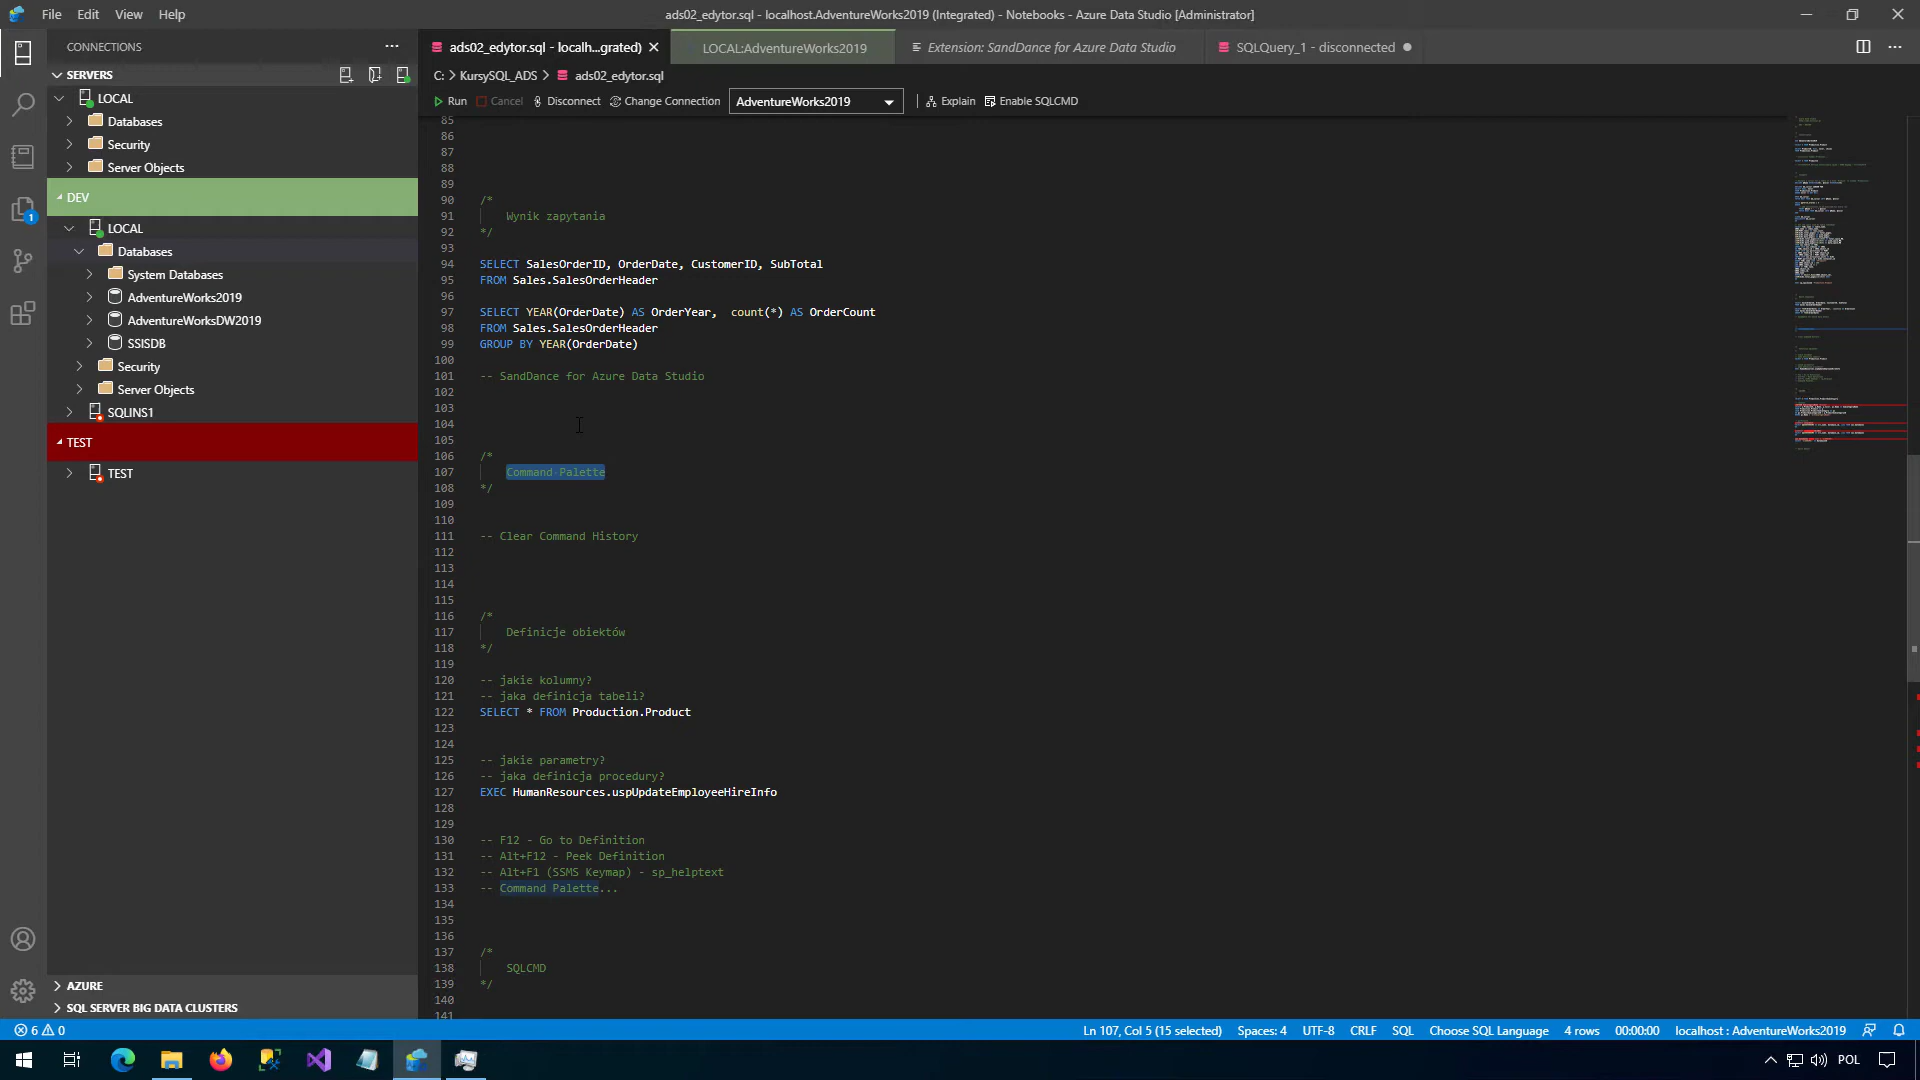 File Edit View Help
ads02_edytor.sql - localhost.AdventureWorks2019 (Integrated) - Notebooks - Azure Data Studio [Administrator]
CONNECTIONS
SERVERS
LOCAL
Databases
Security
Server Objects
DEV
LOCAL
Databases
System Databases
AdventureWorks2019
AdventureWorksDW2019
SSISDB
Security
Server Objects
SQLINS1
TEST
TEST
AZURE
SQL SERVER BIG DATA CLUSTERS
1
ads02_edytor.sql - localh...grated) LOCAL:AdventureWorks2019 Extension: SandDance for Azure Data Studio SQLQuery_1 - disconnected
C: > KursySQL_ADS > ads02_edytor.sql
Run Cancel Disconnect Change Connection AdventureWorks2019 Explain Enable SQLCMD
85
86
87
88
89
90 /*
91 Wynik zapytania
92 */
93
94 SELECT SalesOrderID, OrderDate, CustomerID, SubTotal
95 FROM Sales.SalesOrderHeader
96
97 SELECT YEAR(OrderDate) AS OrderYear, count(*) AS OrderCount
98 FROM Sales.SalesOrderHeader
99 GROUP BY YEAR(OrderDate)
100
101 -- SandDance for Azure Data Studio
102
103
104
105
106 /*
107 Command Palette
108 */
109
110
111 -- Clear Command History
112
113
114
115
116 /*
117 Definicje obiektów
118 */
119
120 -- jakie kolumny?
121 -- jaka definicja tabeli?
122 SELECT * FROM Production.Product
123
124
125 -- jakie parametry?
126 -- jaka definicja procedury?
127 EXEC HumanResources.uspUpdateEmployeeHireInfo
128
129
130 -- F12 - Go to Definition
131 -- Alt+F12 - Peek Definition
132 -- Alt+F1 (SSMS Keymap) - sp_helptext
133 -- Command Palette...
134
135
136
137 /*
138 SQLCMD
139 */
140
141
6 0 Ln 107, Col 5 (15 selected) Spaces: 4 UTF-8 CRLF SQL Choose SQL Language 4 rows 00:00:00 localhost : AdventureWorks2019
POL